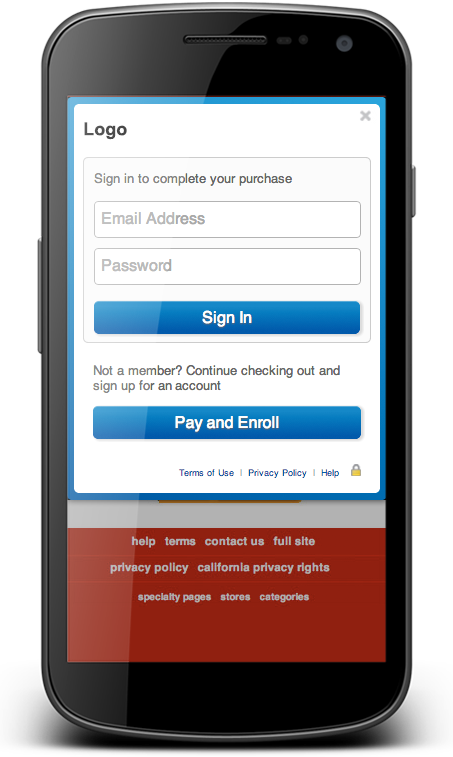 Logo
Sign in to complete your purchase
Email Address
Password
Sign In
Not a member? Continue checking out and
sign up for an account
Pay and Enroll
Terms of Use | Privacy Policy | Help
help terms contact us full site
privacy policy california privacy rights
specialty pages stores categories